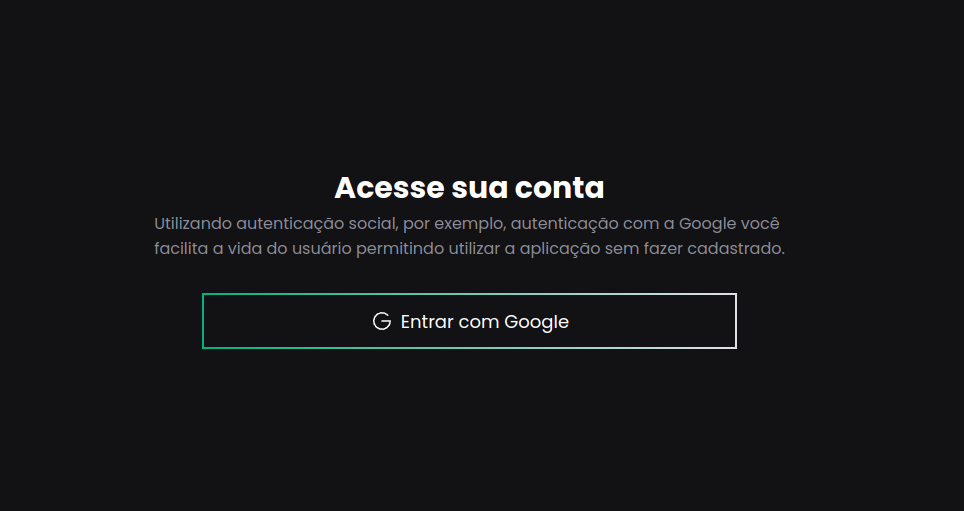 Acesse sua conta
Utilizando autenticação social, por exemplo, autenticação com a Google você
facilita a vida do usuário permitindo utilizar a aplicação sem fazer cadastrado.
Entrar com Google